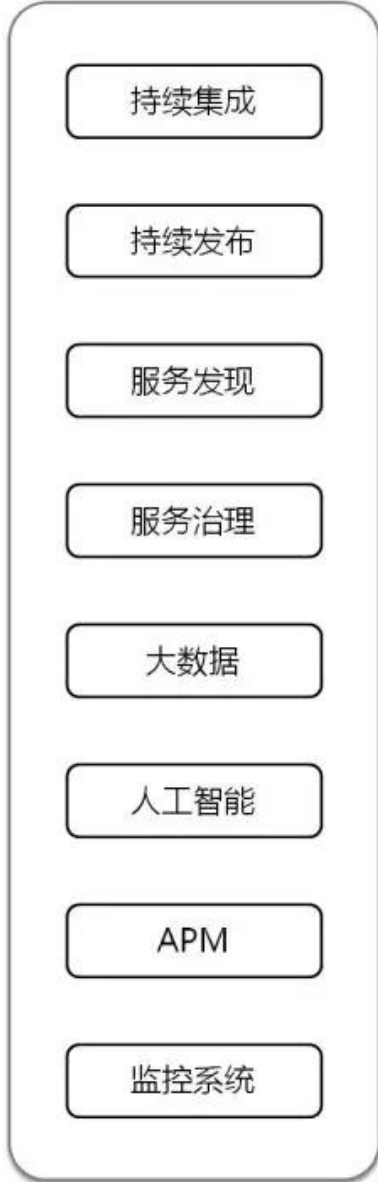 持续集成
持续发布
服务发现
服务治理
大数据
人工智能
APM
监控系统